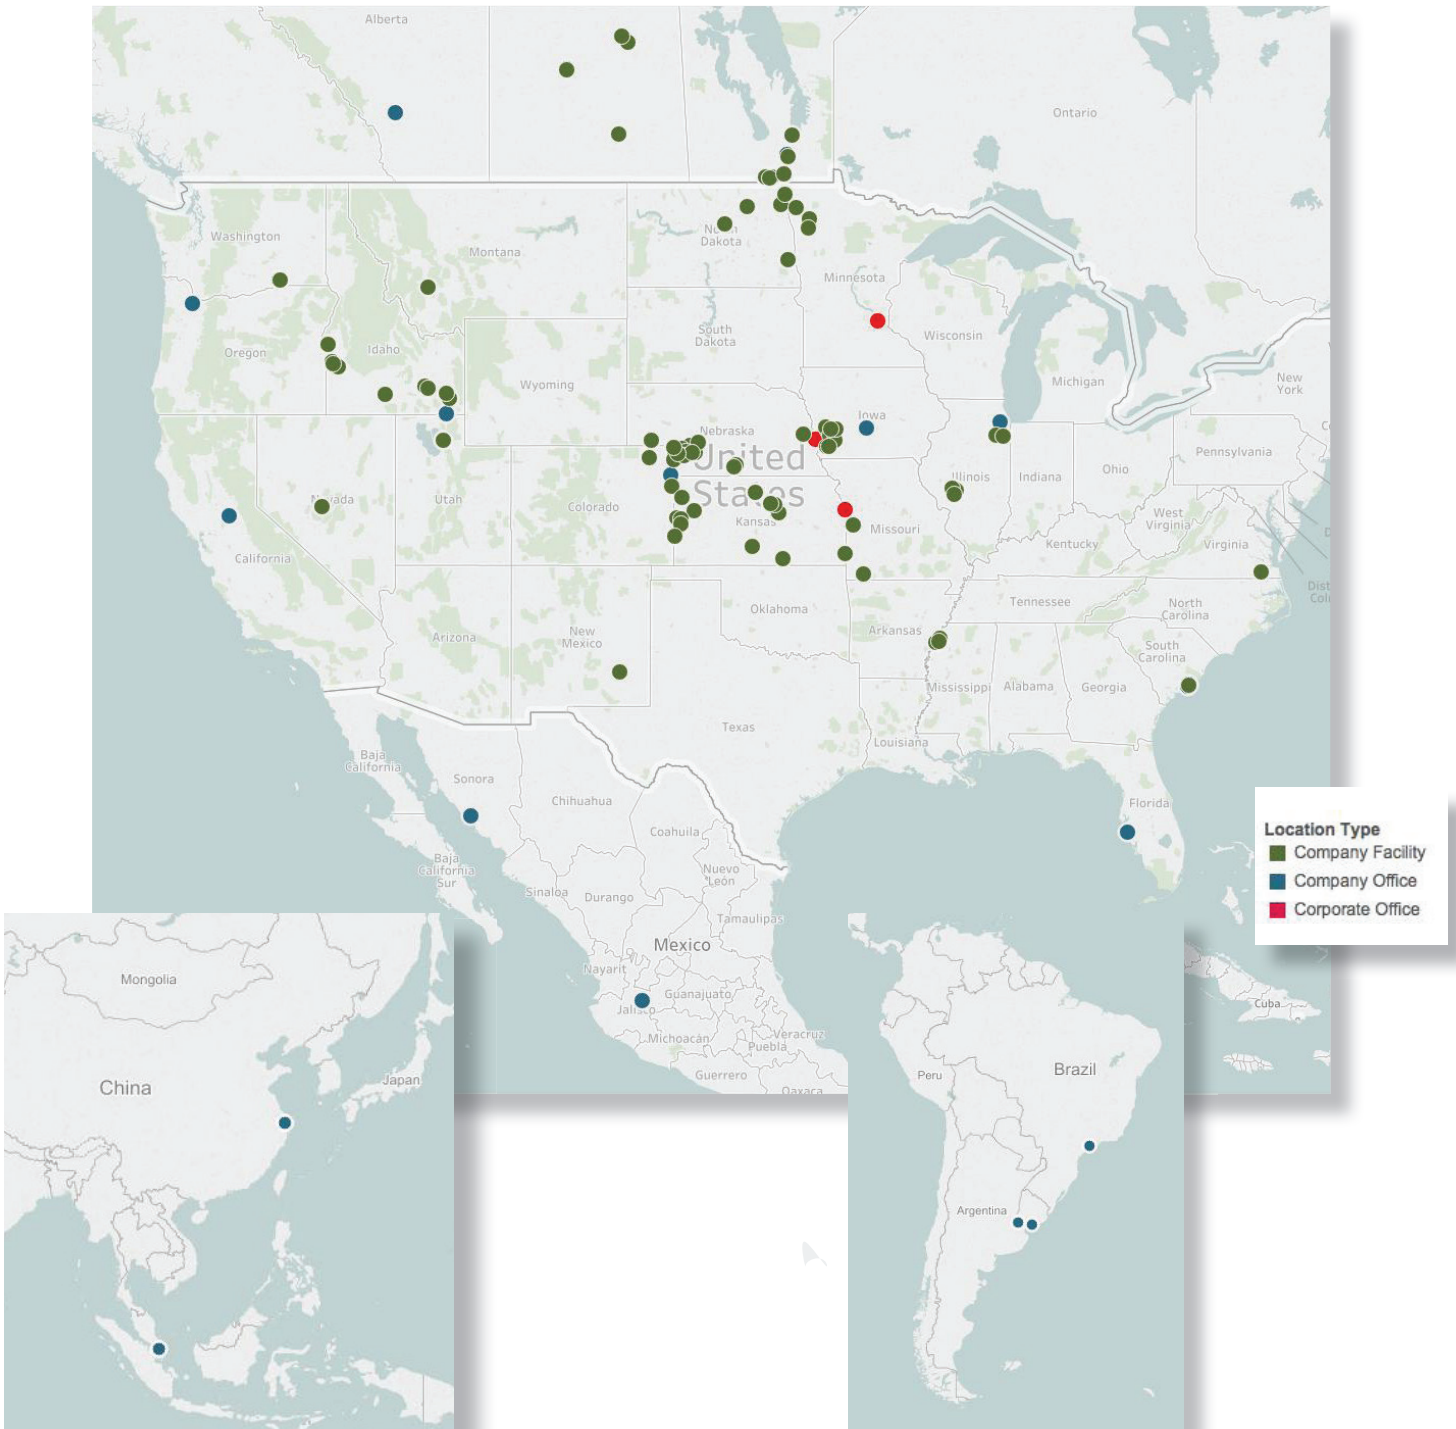 Alberta
Ontario
Washington
Montana
North
Dakota
Minnesota
Oregon
Idaho
South
Dakota
Wisconsin
Wyoming
Michigan
New
York
Iowa
Nebraska
Pennsylvania
United
States
Nevada
Utah
Colorado
Kansas
Missouri
Illinois
Indiana
Ohio
West
Virginia
Virginia
Kentucky
California
Dist
Col
Tennessee
North
Carolina
Oklahoma
Arkansas
Arizona
New
Mexico
South
Carolina
Mississippi
Alabama
Georgia
Texas
Louisiana
Baja
California
Sonora
Chihuahua
Coahuila
Florida
Baja
California
Sur
Sinaloa
Durango
Nuevo
León
Tamaulipas
Mexico
Nayarit
Guanajuato
Jalisco
Michoacán
Veracruz
Puebla
Guerrero
Oaxaca
Cuba
Location Type
Company Facility
Company Office
Corporate Office
Mongolia
China
Japan
Peru
Brazil
Argentina